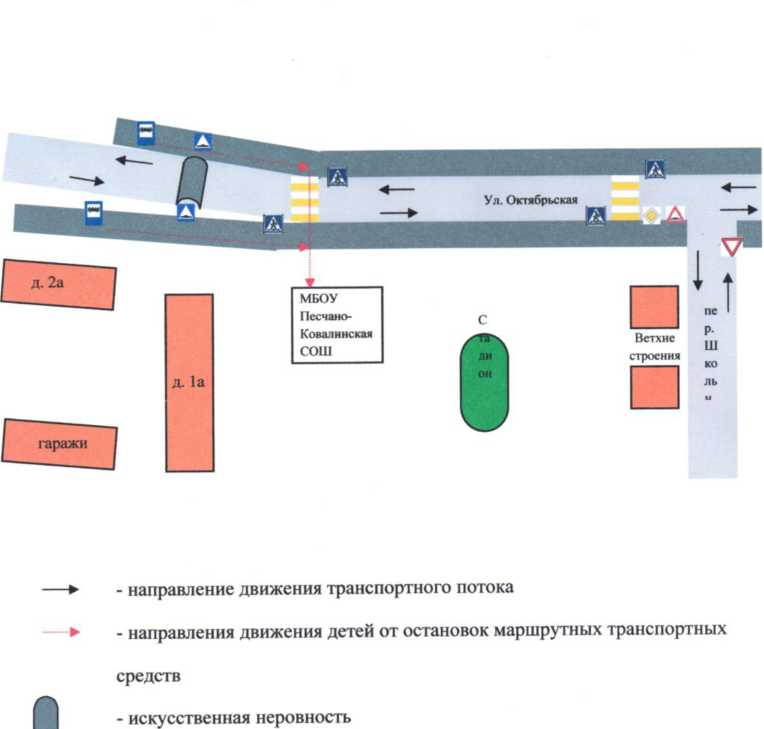 Ул. Октябрьская
д. 2а
МБОУ
Песчано-
Ковалинская
СОШ
С
та
ди
он
Ветхие
строения
пе
р.
Ш
ко
ль
д. 1а
гаражи
- направление движения транспортного потока
- направления движения детей от остановок маршрутных транспортных
средств
- искусственная неровность